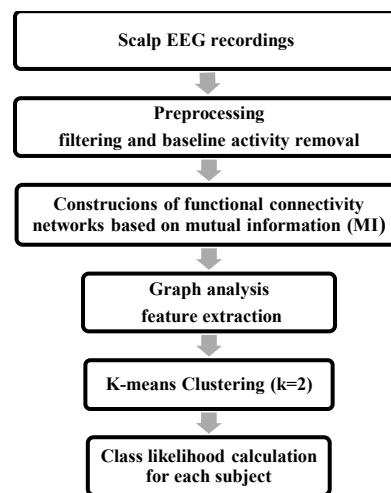 Scalp EEG recordings
Preprocessing
filtering and baseline activity removal
Construcions of functional connectivity
networks based on mutual information (MI)
Graph analysis
feature extraction
K-means Clustering (k=2)
Class likelihood calculation
for each subject